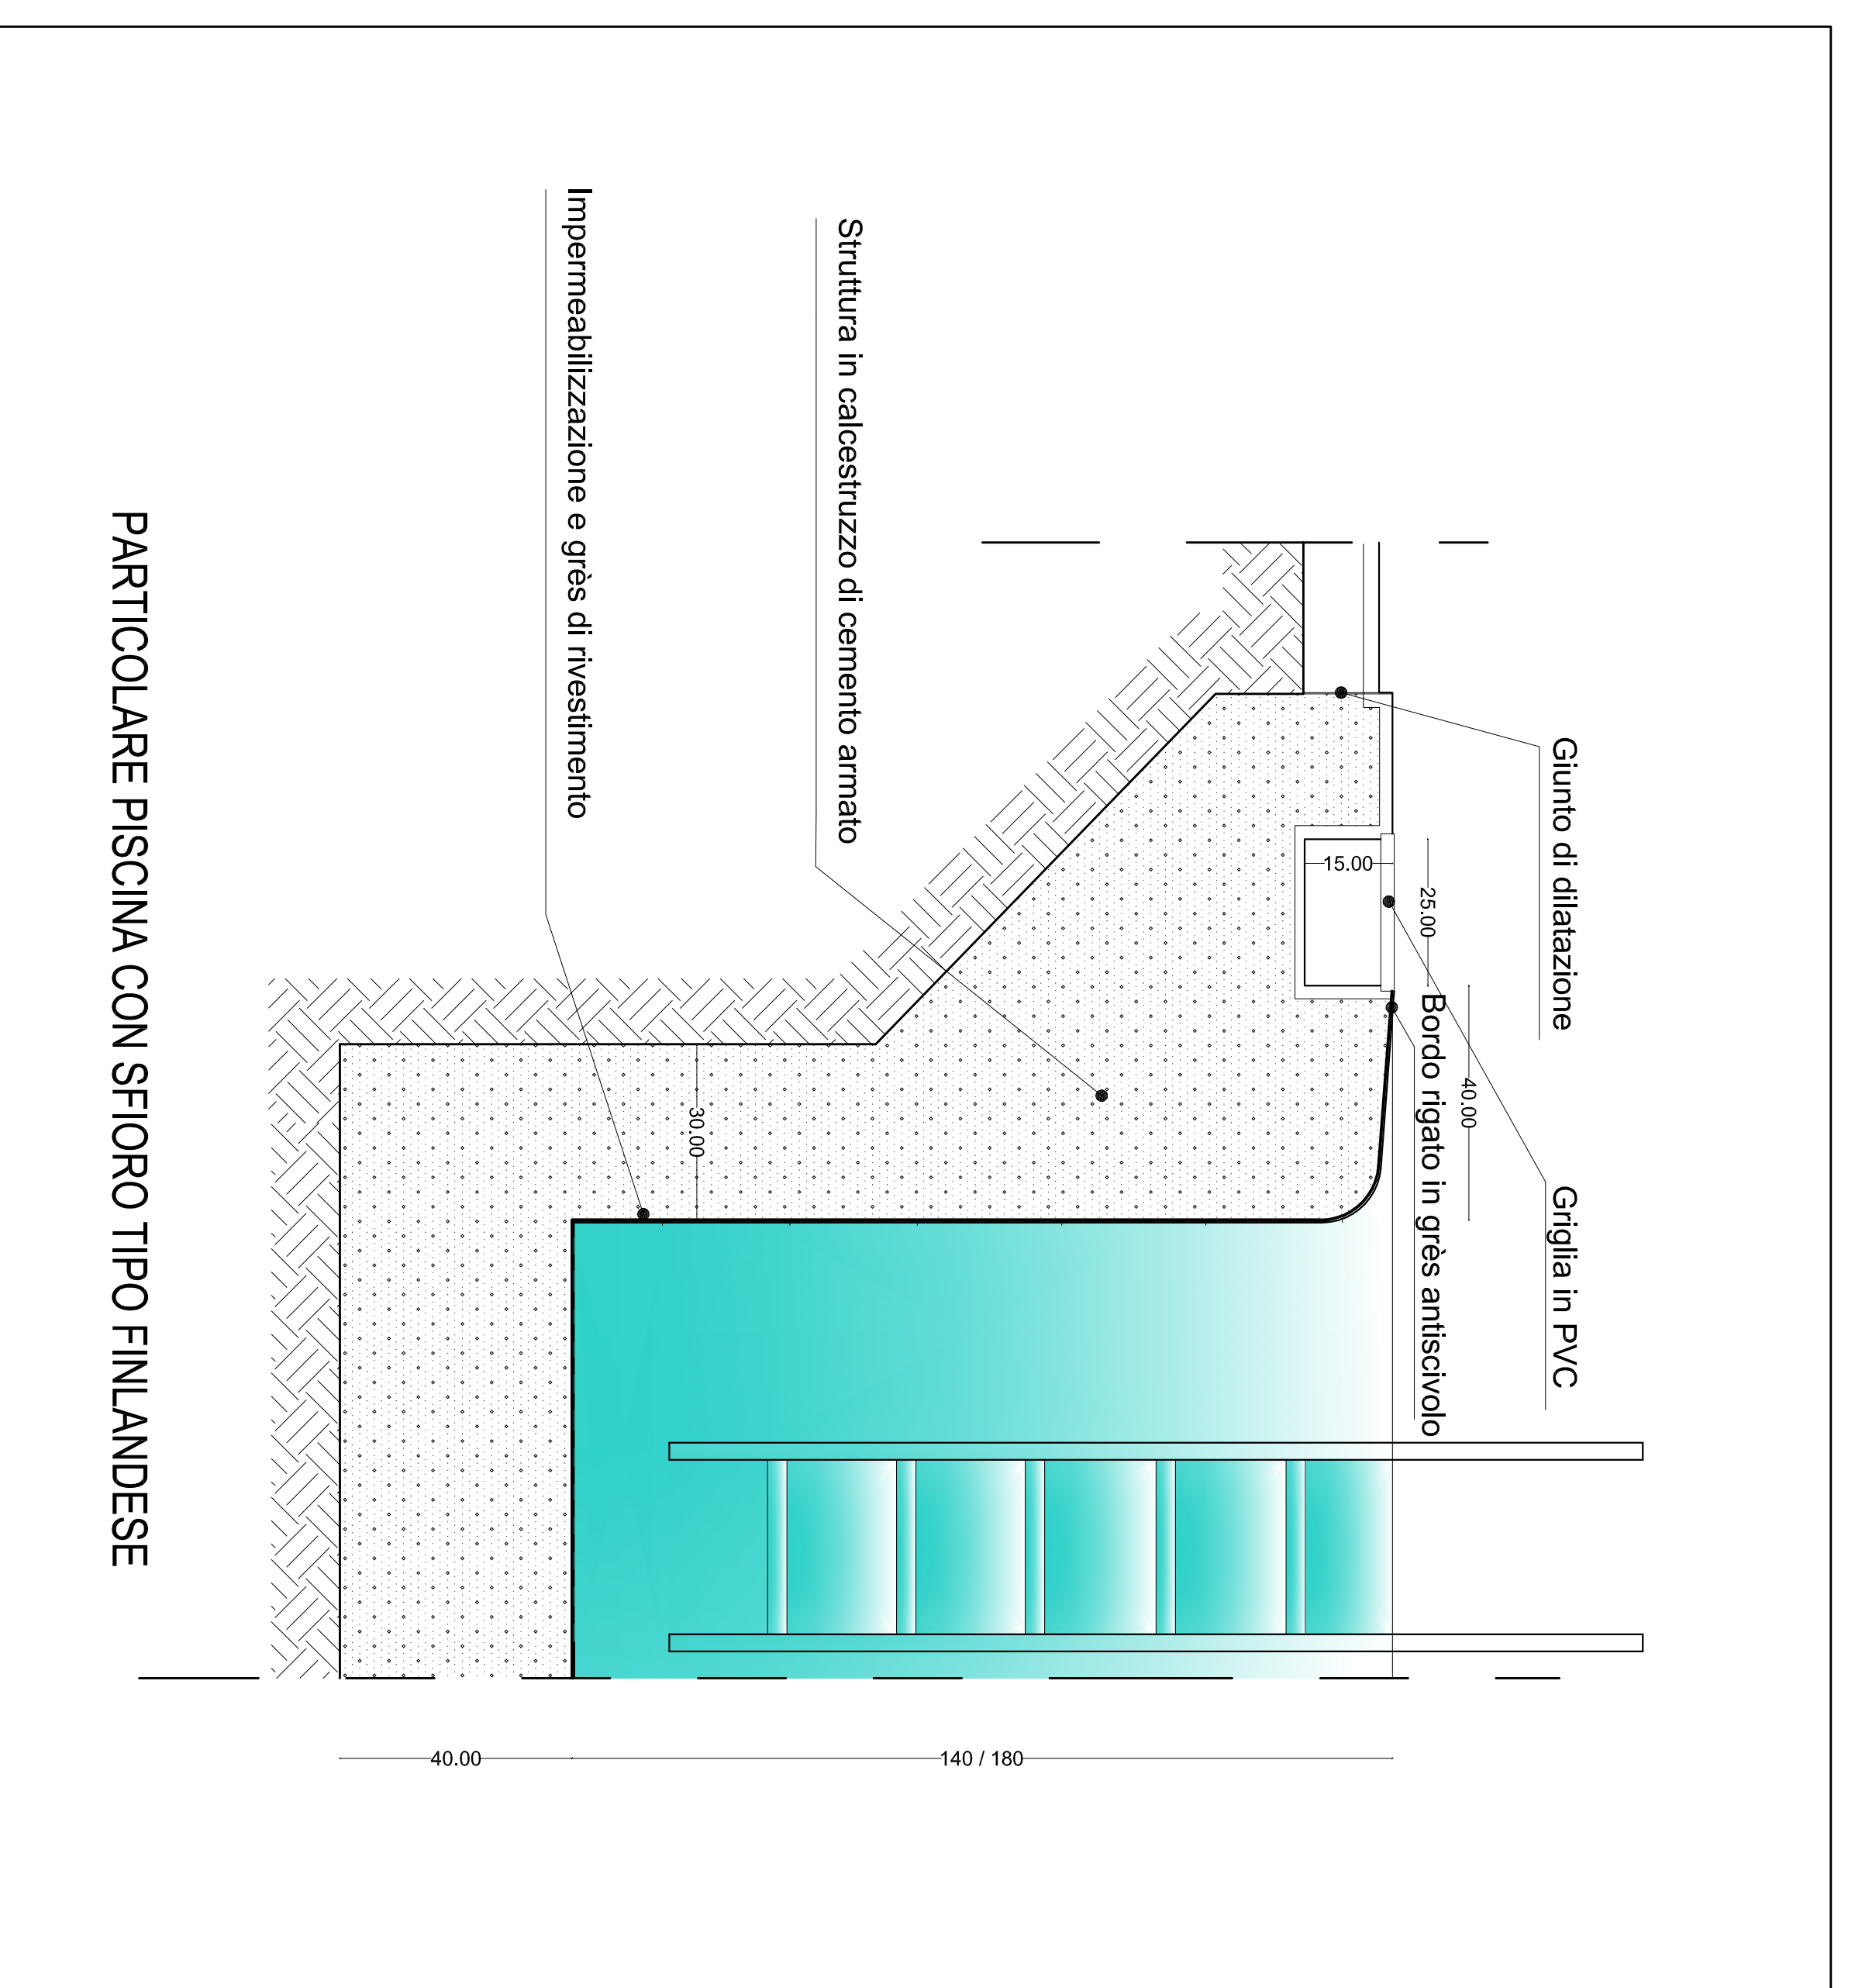 Giunto di dilatazione
Griglia in PVC
40.00
25.00
Bordo rigato in grès antiscivolo
15.00
Struttura in calcestruzzo di cemento armato
30.00
Impermeabilizzazione e grès di rivestimento
140 / 180
40.00
PARTICOLARE PISCINA CON SFIORO TIPO FINLANDESE